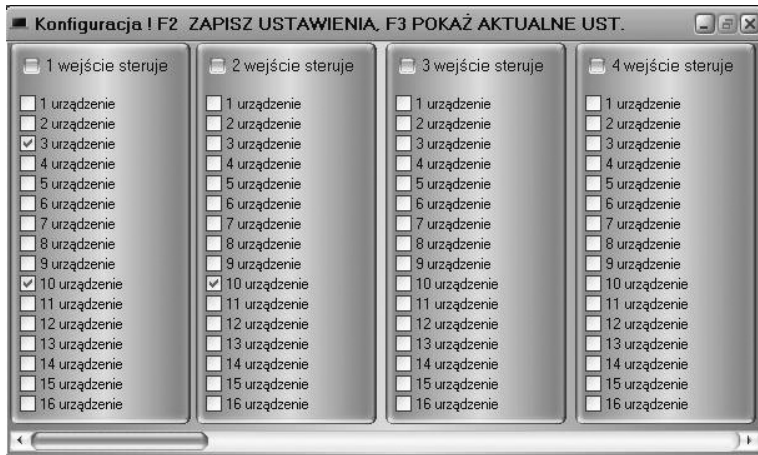 Konfiguracja ! F2 ZAPISZ USTAWIENIA, F3 POKAŻ AKTUALNE UST.
1 wejście steruje
1 urządzenie
2 urządzenie
3 urządzenie
4 urządzenie
5 urządzenie
6 urządzenie
7 urządzenie
8 urządzenie
9 urządzenie
10 urządzenie
11 urządzenie
12 urządzenie
13 urządzenie
14 urządzenie
15 urządzenie
16 urządzenie
2 wejście steruje
1 urządzenie
2 urządzenie
3 urządzenie
4 urządzenie
5 urządzenie
6 urządzenie
7 urządzenie
8 urządzenie
9 urządzenie
10 urządzenie
11 urządzenie
12 urządzenie
13 urządzenie
14 urządzenie
15 urządzenie
16 urządzenie
3 wejście steruje
1 urządzenie
2 urządzenie
3 urządzenie
4 urządzenie
5 urządzenie
6 urządzenie
7 urządzenie
8 urządzenie
9 urządzenie
10 urządzenie
11 urządzenie
12 urządzenie
13 urządzenie
14 urządzenie
15 urządzenie
16 urządzenie
4 wejście steruje
1 urządzenie
2 urządzenie
3 urządzenie
4 urządzenie
5 urządzenie
6 urządzenie
7 urządzenie
8 urządzenie
9 urządzenie
10 urządzenie
11 urządzenie
12 urządzenie
13 urządzenie
14 urządzenie
15 urządzenie
16 urządzenie